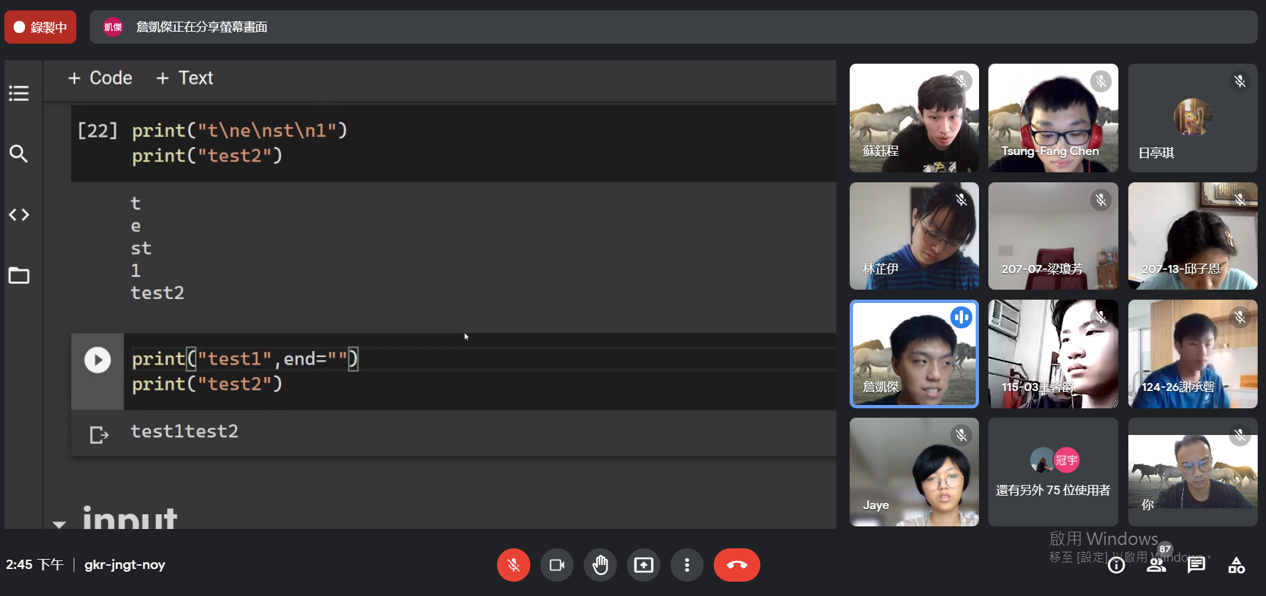 錄製中
凱傑 詹凱傑正在分享螢幕畫面
+ Code + Text
[22] print("t\ne\nst\n1")
print("test2")
t
e
st
1
test2
print("test1",end="")
print("test2")
test1test2
input
蘇鈺程
Tsung-Fang Chen
日亭琪
林芷伊
207-07-梁瓊芳
207-13-邱子恩
詹凱傑
115-03-王
124-26謝承磬
Jaye
冠宇
還有另外 75 位使用者
你
啟用 Windows
移至 [設定] 以啟用 Windows。
2:45 下午 | gkr-jngt-noy
87